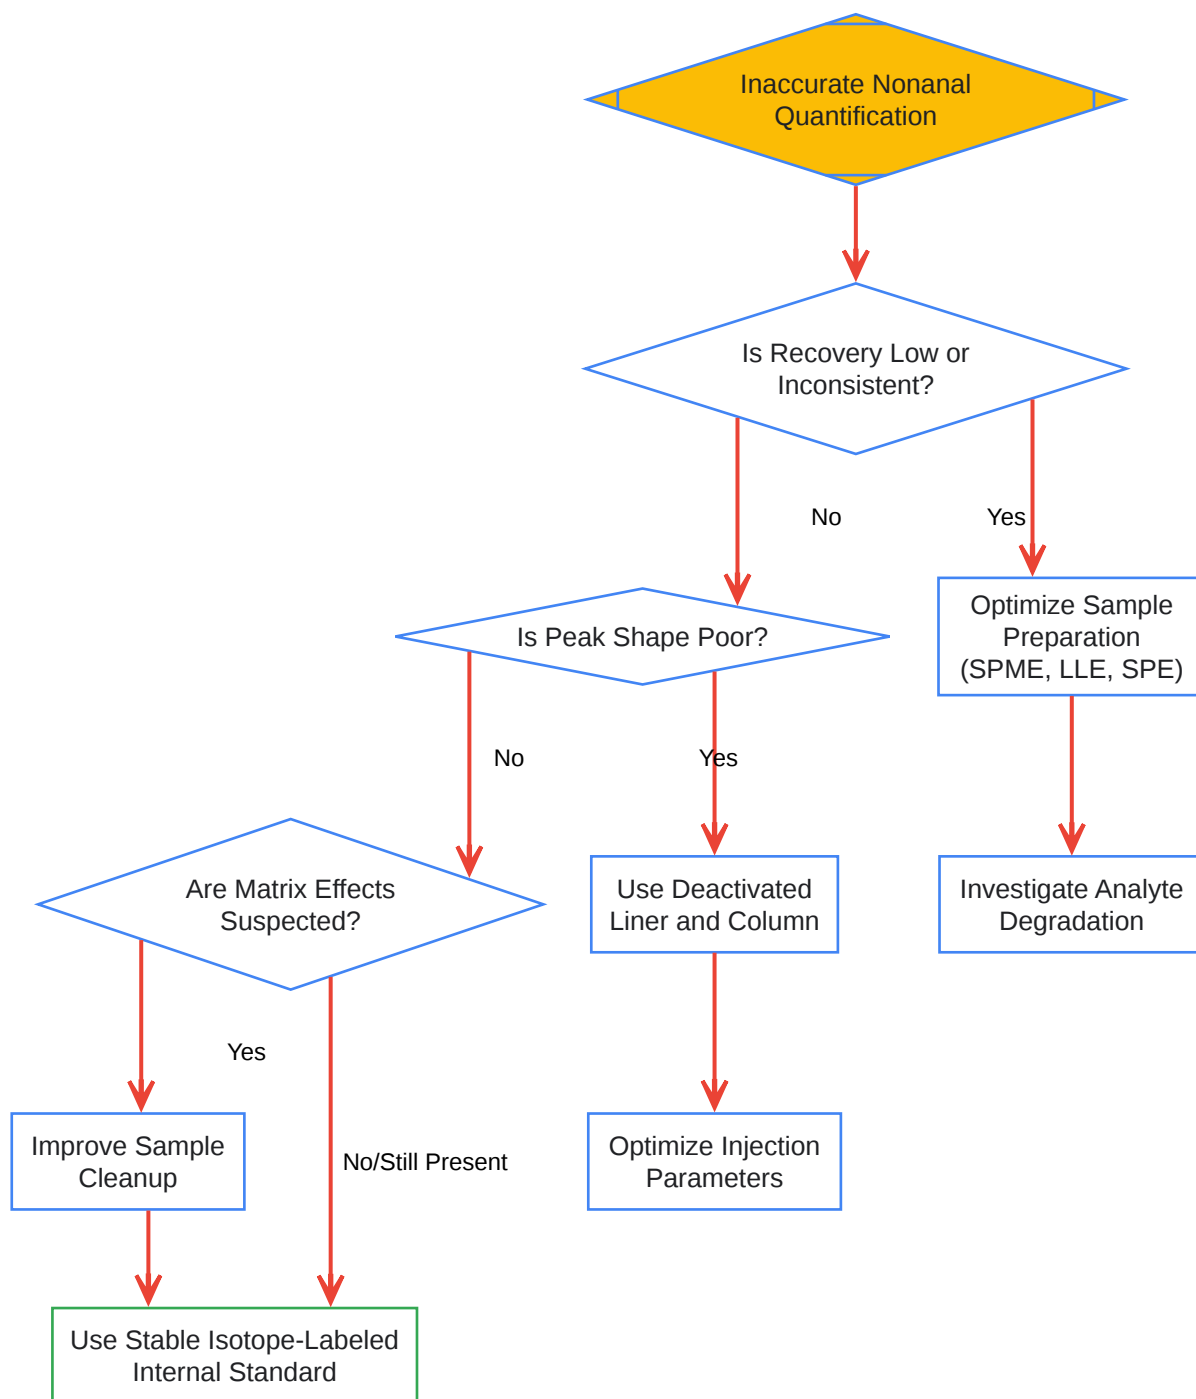 Inaccurate Nonanal
Quantification
Is Recovery Low or
Inconsistent?
No
Yes
Optimize Sample
Preparation
(SPME, LLE, SPE)
Is Peak Shape Poor?
No
Yes
Are Matrix Effects
Suspected?
Use Deactivated
Liner and Column
Investigate Analyte
Degradation
Yes
Improve Sample
Cleanup
No/Still Present
Optimize Injection
Parameters
Use Stable Isotope-Labeled
Internal Standard